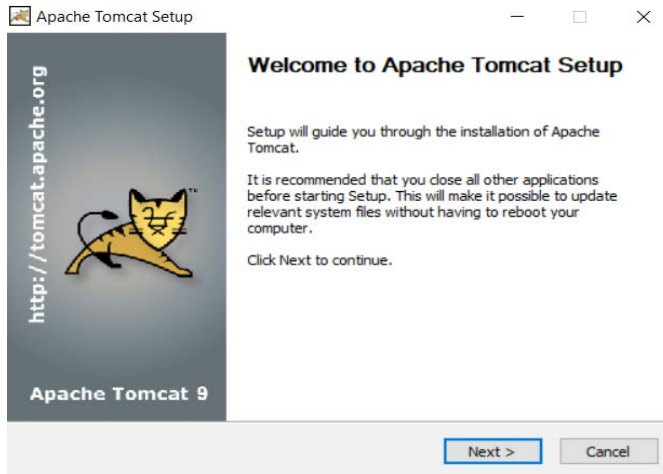 Apache Tomcat Setup
http://tomcat.apache.org
Apache Tomcat 9
Welcome to Apache Tomcat Setup
Setup will guide you through the installation of Apache
Tomcat.
It is recommended that you close all other applications
before starting Setup. This will make it possible to update
relevant system files without having to reboot your
computer.
Click Next to continue.
Next >
Cancel